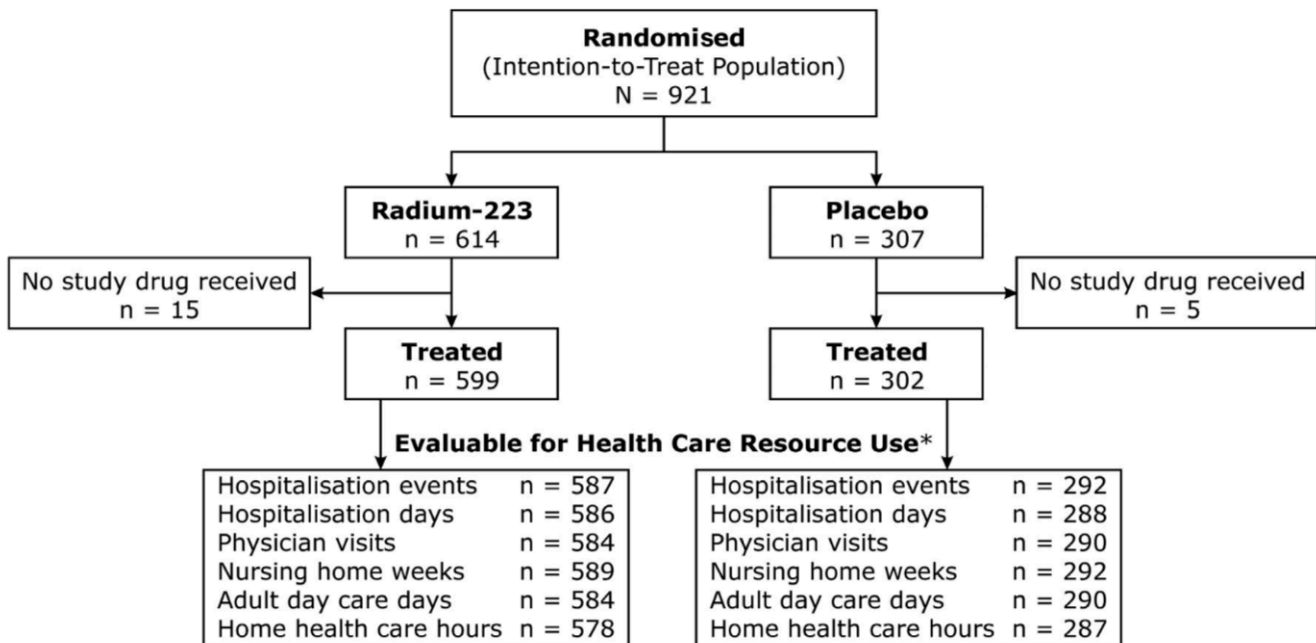 Randomised
(Intention-to-Treat Population)
N = 921
Radium-223
n = 614
Placebo
n = 307
No study drug received
n = 15
No study drug received
n = 5
Treated
n = 599
Treated
n = 302
Evaluable for Health Care Resource Use*
Hospitalisation events n = 587
Hospitalisation days n = 586
Physician visits n = 584
Nursing home weeks n = 589
Adult day care days n = 584
Home health care hours n = 578
Hospitalisation events n = 292
Hospitalisation days n = 288
Physician visits n = 290
Nursing home weeks n = 292
Adult day care days n = 290
Home health care hours n = 287